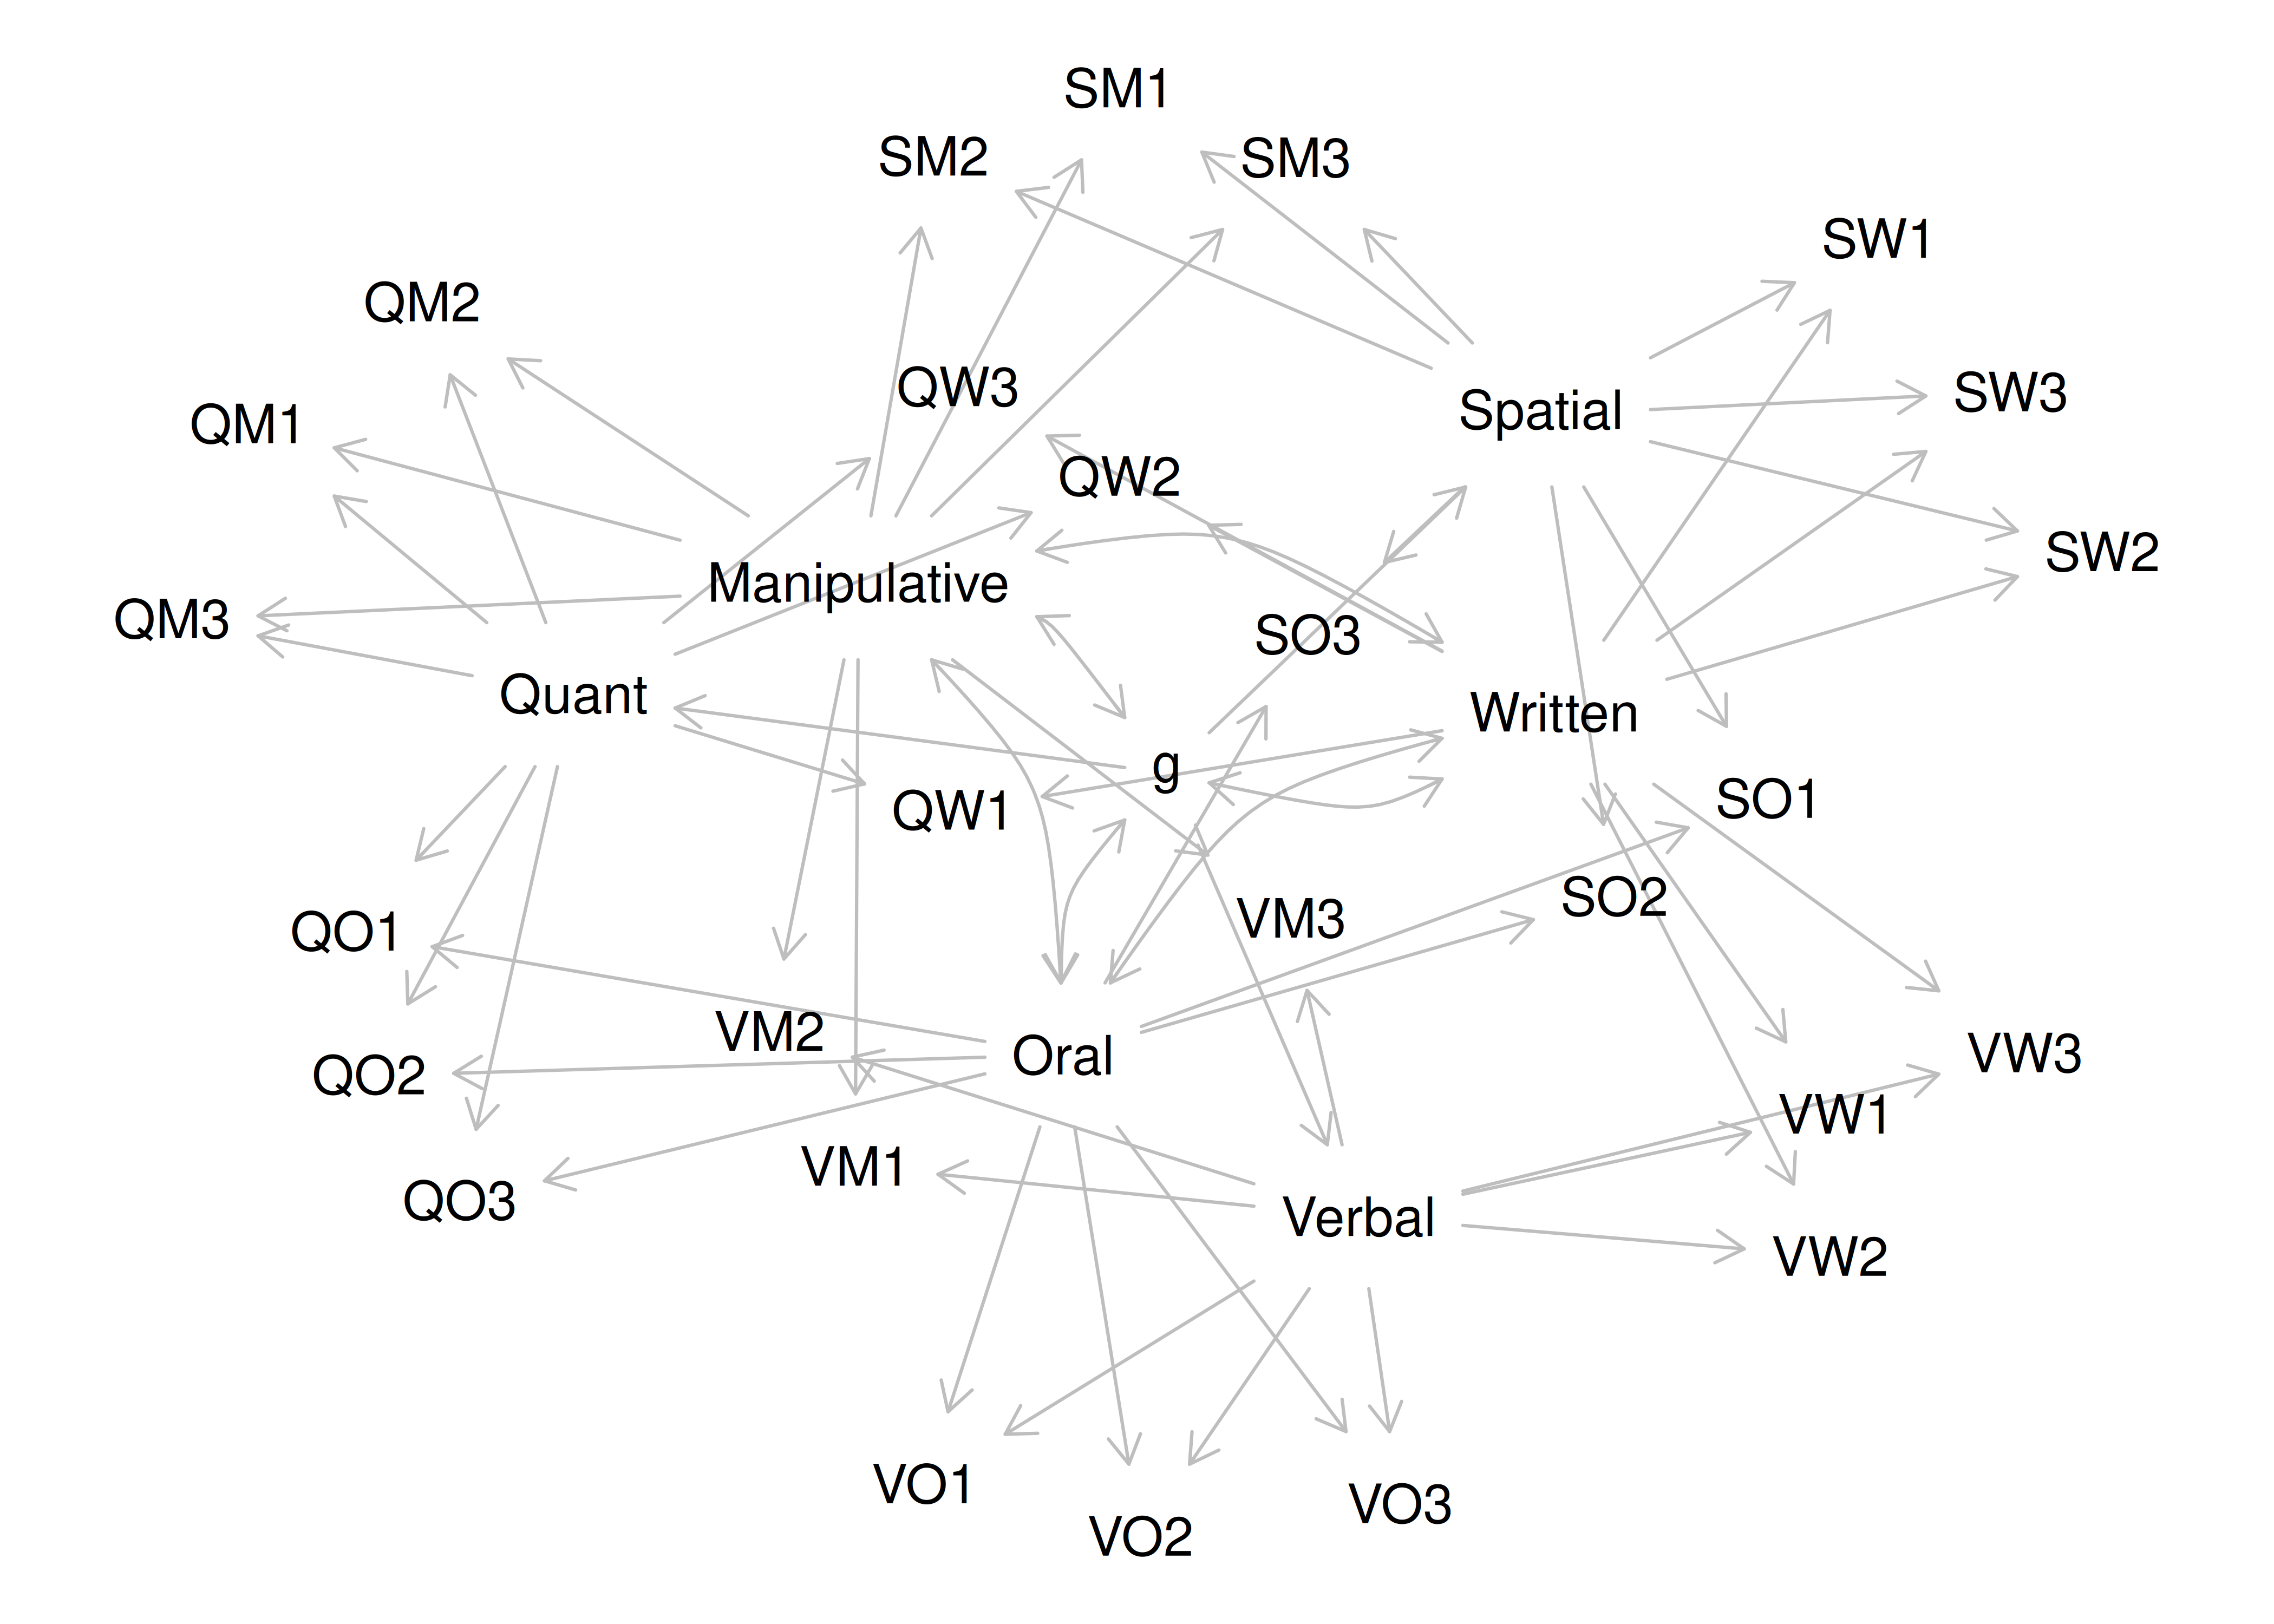 SM1
SM2
SM3
SW1
QM2
QW3
SW3
Spatial
QM1
QW2
SW2
Manipulative
QM3
SO3
Quant
Written
g
SO1
QW1
SO2
VM3
QO1
VM2
Oral
VW3
QO2
VW1
VM1
QO3
Verbal
VW2
VO1
VO3
VO2